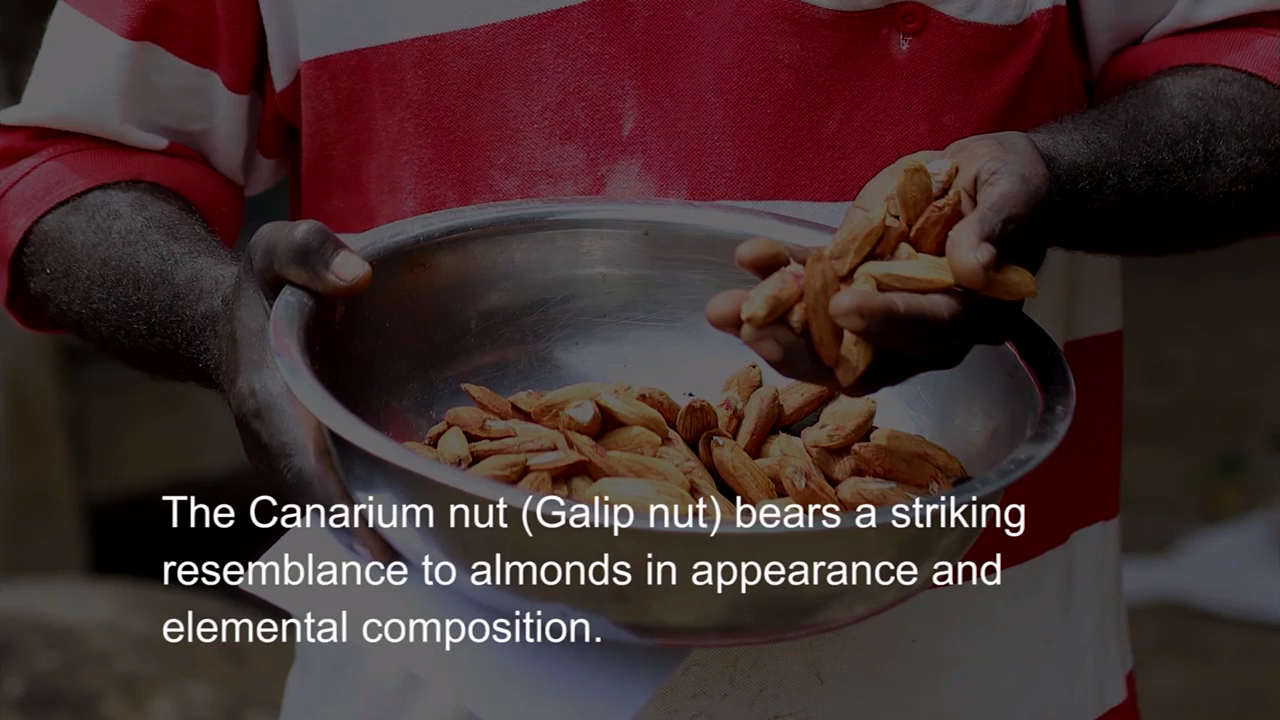 The Canarium nut (Galip nut) bears a striking
resemblance to almonds in appearance and
elemental composition.